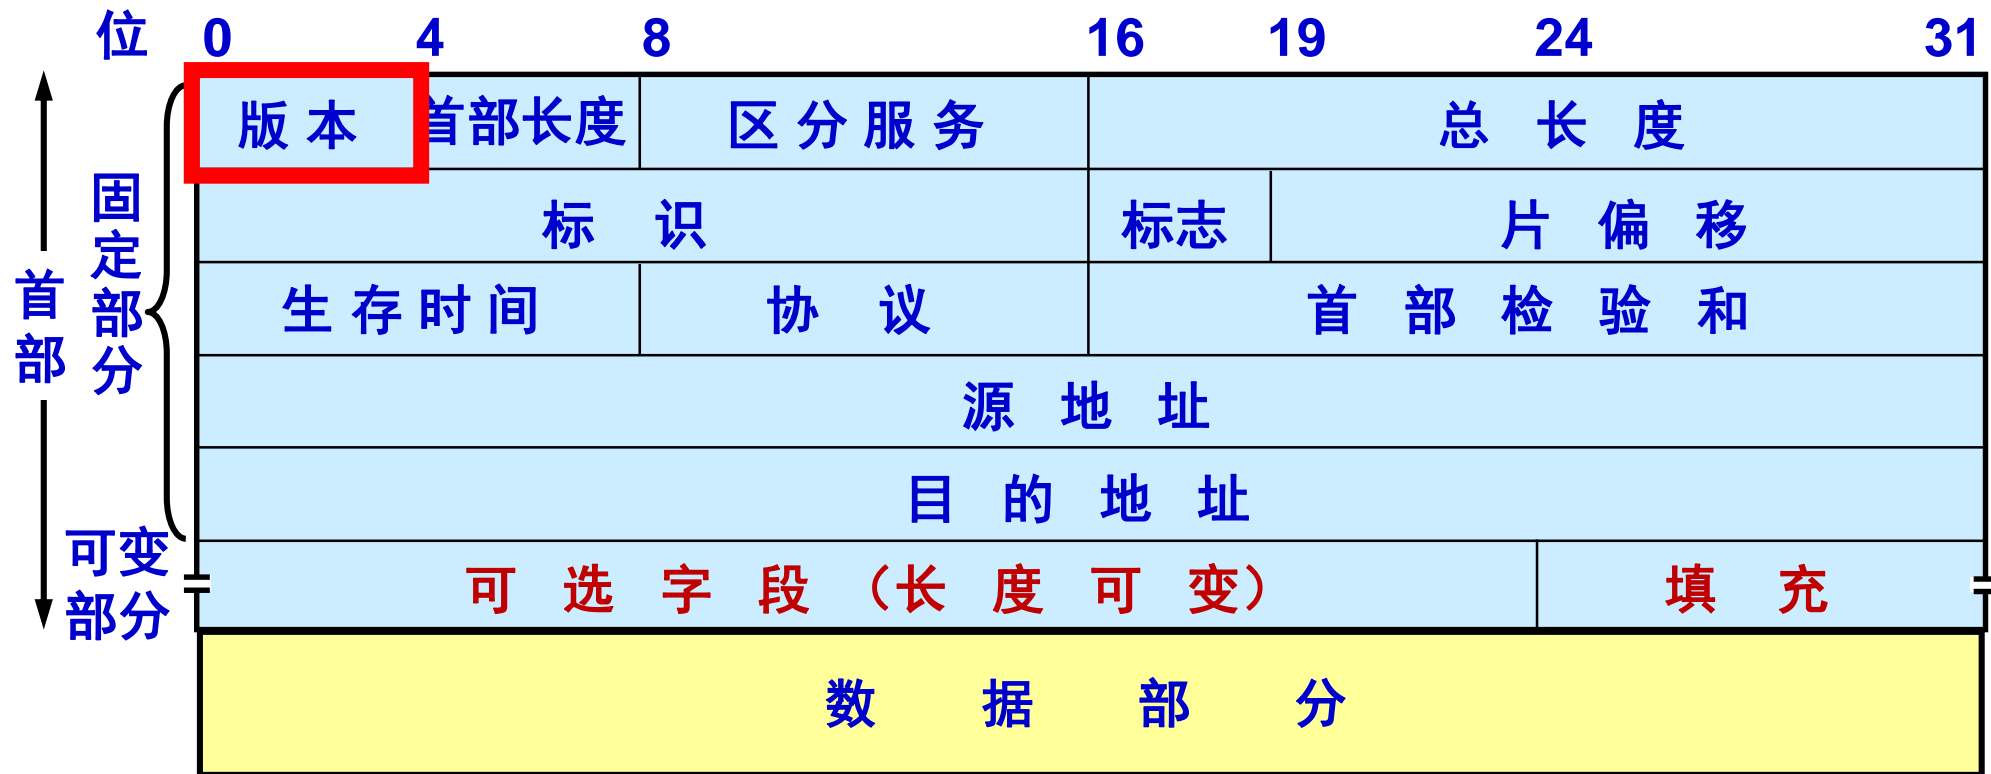 位 0 4 8 16 19 24 31
版本 首部长度 区分服务 总长度
标识 标志 片偏移
生存时间 协议 首部检验和
源地址
目的地址
可选字段（长度可变） 填充
数据部分
首部
固定部分
可变
部分